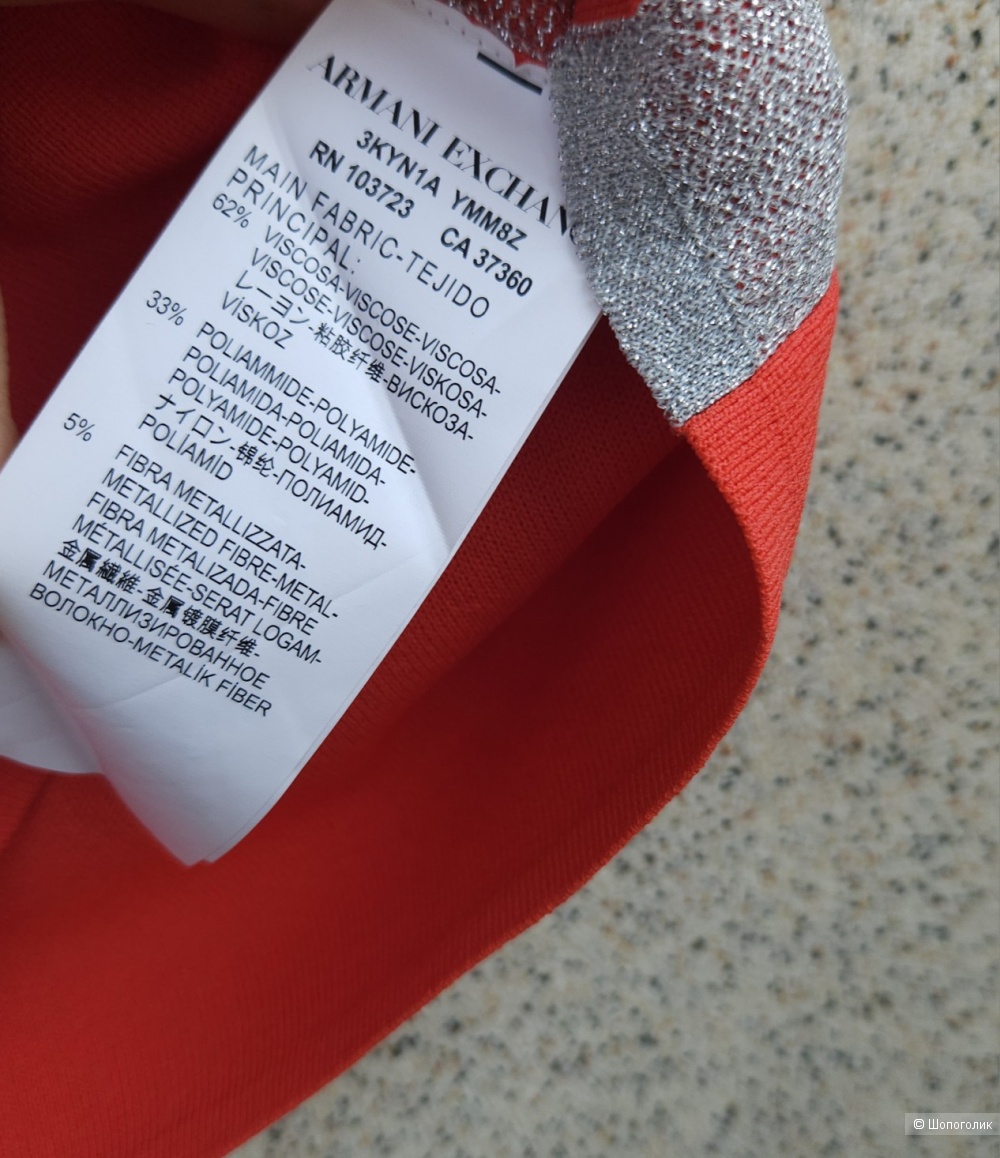 ARMANI EXCHAN
3KYN1A YMM8Z
RN 103723 CA 37360
MAIN FABRIC-TEJIDO
PRINCIPAL:
62% VISCOSA-VISCOSE-VISCOSA-
VISCOSE-VISCOSE-VISKOSA-
レーヨン-粘胶纤维-ВИСКОЗА-
VİSKOZ
33% POLIAMMIDE-POLYAMIDE-
POLIAMIDA-POLIAMIDA-
POLYAMIDE-POLYAMID-
ナイロン-锦纶-ПОЛИАМИД-
POLİAMİD
5% FIBRA METALLIZZATA-
METALLIZED FIBRE-METAL-
FIBRA METALIZADA-FIBRE
MÉTALLISÉE-SERAT LOGAM-
金属繊維-金属镀膜纤维-
МЕТАЛЛИЗИРОВАННОЕ
ВОЛОКНО-METALİK FİBER
© Шопоголик